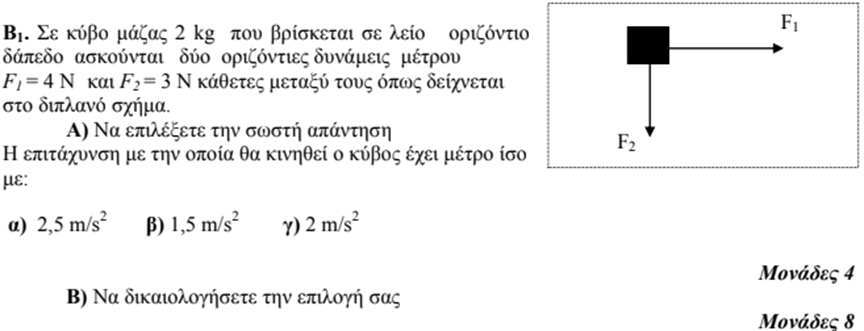 B₁. Σε κύβο μάζας 2 kg που βρίσκεται σε λείο οριζόντιο
δάπεδο ασκούνται δύο οριζόντιες δυνάμεις μέτρου
F₁ = 4 N και F₂ = 3 N κάθετες μεταξύ τους όπως δείχνεται
στο διπλανό σχήμα.
Α) Να επιλέξετε την σωστή απάντηση
Η επιτάχυνση με την οποία θα κινηθεί ο κύβος έχει μέτρο ίσο
με:
F₁
F₂
α) 2,5 m/s² β) 1,5 m/s² γ) 2 m/s²
Μονάδες 4
Β) Να δικαιολογήσετε την επιλογή σας
Μονάδες 8